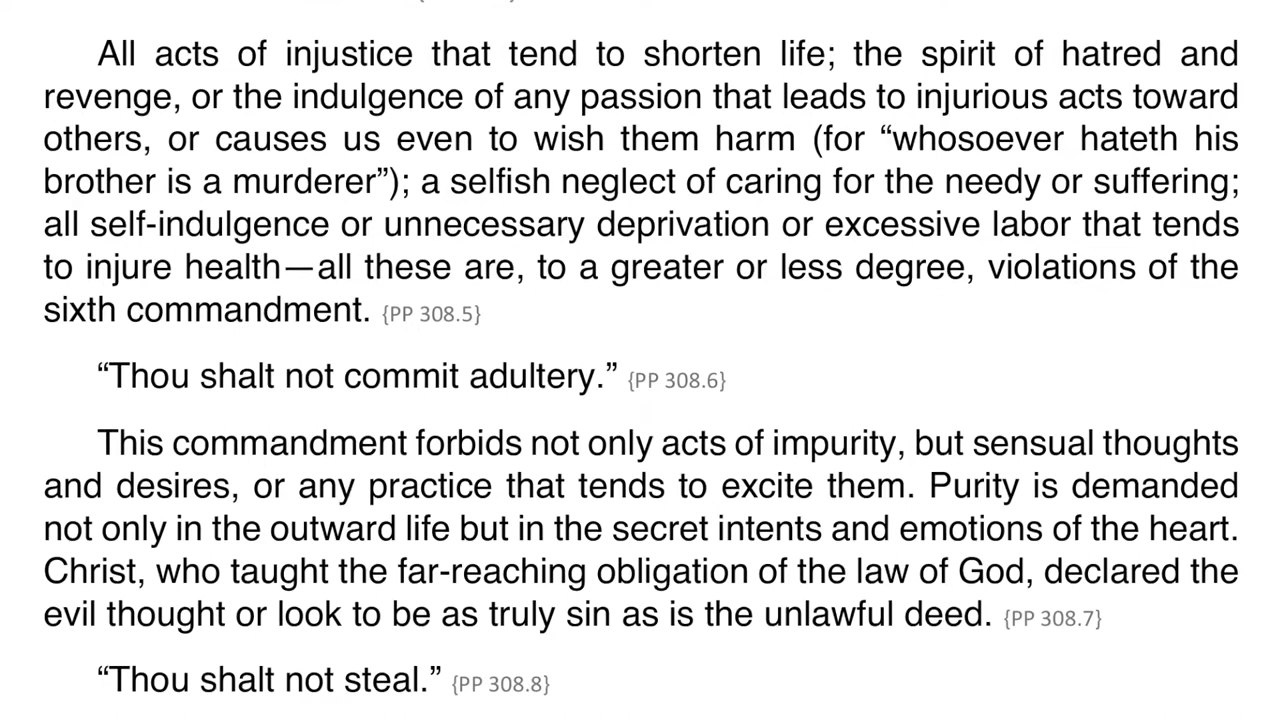 All acts of injustice that tend to shorten life; the spirit of hatred and
revenge, or the indulgence of any passion that leads to injurious acts toward
others, or causes us even to wish them harm (for “whosoever hateth his
brother is a murderer”); a selfish neglect of caring for the needy or suffering;
all self-indulgence or unnecessary deprivation or excessive labor that tends
to injure health—all these are, to a greater or less degree, violations of the
sixth commandment. {PP 308.5}
“Thou shalt not commit adultery.” {PP 308.6}
This commandment forbids not only acts of impurity, but sensual thoughts
and desires, or any practice that tends to excite them. Purity is demanded
not only in the outward life but in the secret intents and emotions of the heart.
Christ, who taught the far-reaching obligation of the law of God, declared the
evil thought or look to be as truly sin as is the unlawful deed. {PP 308.7}
“Thou shalt not steal.” {PP 308.8}